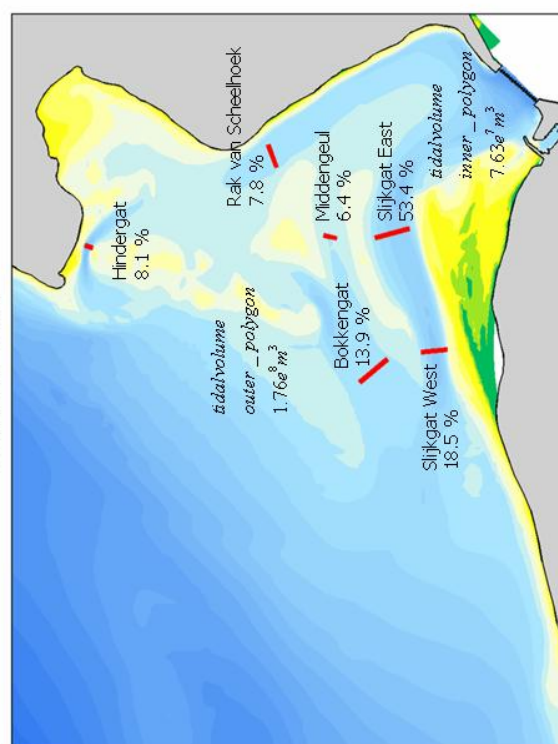 Hindergat
8.1 %
Rak van Scheelhoek
7.8 %
tidalvolume
outer_polygon
1.76e⁸m³
Middengeul
6.4 %
Bokkengat
13.9 %
Slijkgat East
53.4 %
Slijkgat West
18.5 %
tidalvolume
inner_polygon
7.63e⁷m³